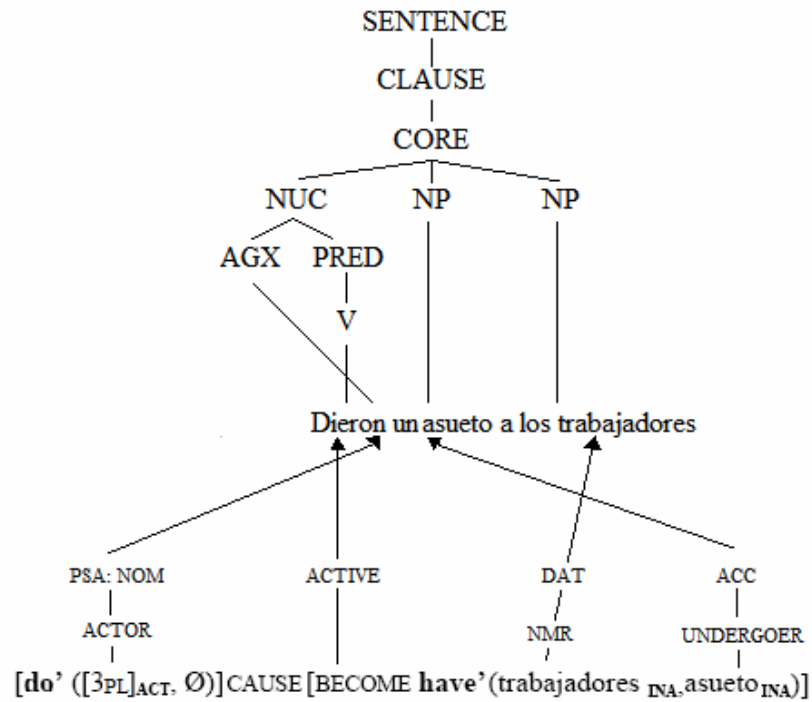 SENTENCE
CLAUSE
CORE
NUC NP NP
AGX PRED
V
Dieron un asueto a los trabajadores
PSA: NOM ACTIVE DAT ACC
ACTOR NMR UNDERGOER
[do’ ([3PL]ACT, Ø)] CAUSE [BECOME have’ (trabajadores INA, asueto INA)]